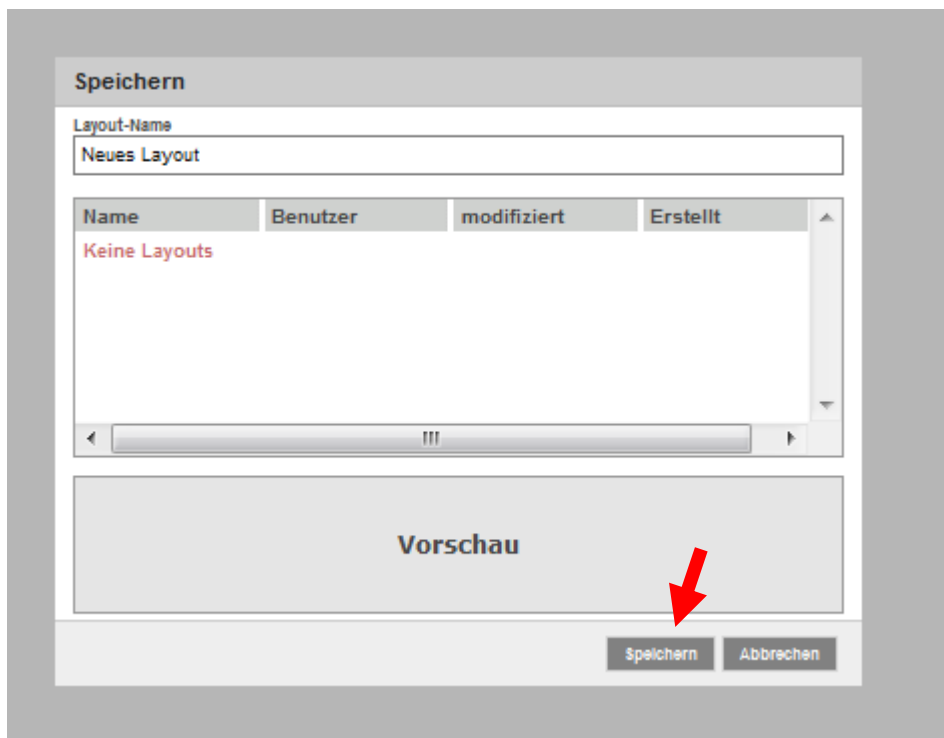 Speichern
Layout-Name
Neues Layout
Name Benutzer modifiziert Erstellt
Keine Layouts
Vorschau
Speichern Abbrechen